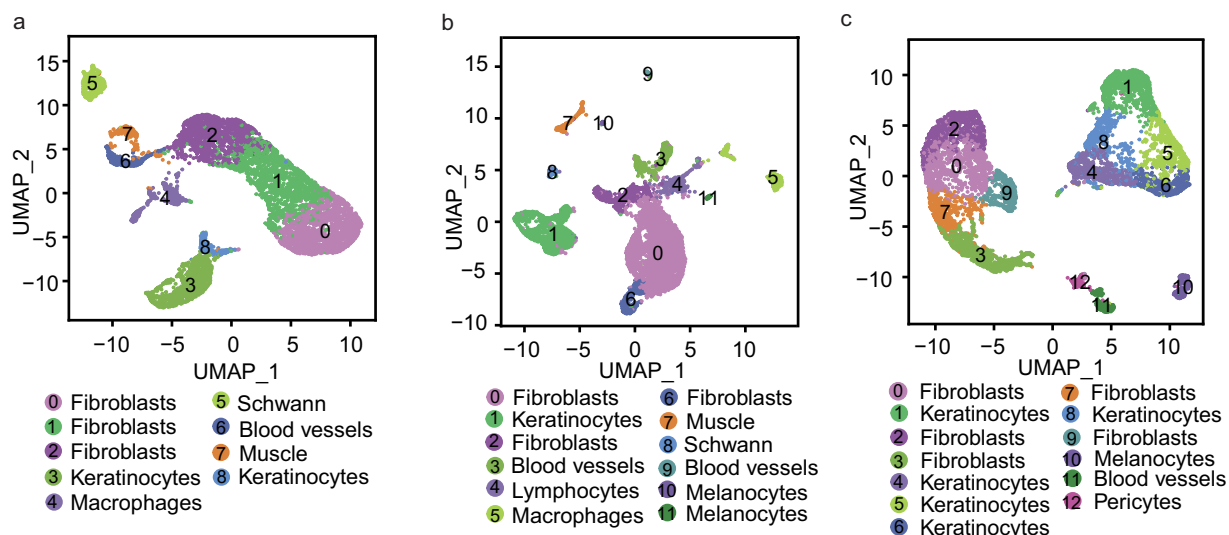 a
b
c
15
10
5
0
−5
−10
UMAP_2
5
7
6
2
1
4
0
8
3
−10 −5 0 5 10
UMAP_1
0 Fibroblasts
1 Fibroblasts
2 Fibroblasts
3 Keratinocytes
4 Macrophages
5 Schwann
6 Blood vessels
7 Muscle
8 Keratinocytes
15
10
5
0
−5
−10
UMAP_2
9
7
10
3
8
2
4
11
5
1
0
6
−10 −5 0 5 10
UMAP_1
0 Fibroblasts
1 Keratinocytes
2 Fibroblasts
3 Blood vessels
4 Lymphocytes
5 Macrophages
6 Fibroblasts
7 Muscle
8 Schwann
9 Blood vessels
10 Melanocytes
11 Melanocytes
10
5
0
−5
−10
UMAP_2
1
2
8
5
0
4
6
9
7
3
12
10
11
−10 −5 0 5 10
UMAP_1
0 Fibroblasts
1 Keratinocytes
2 Fibroblasts
3 Fibroblasts
4 Keratinocytes
5 Keratinocytes
6 Keratinocytes
7 Fibroblasts
8 Keratinocytes
9 Fibroblasts
10 Melanocytes
11 Blood vessels
12 Pericytes